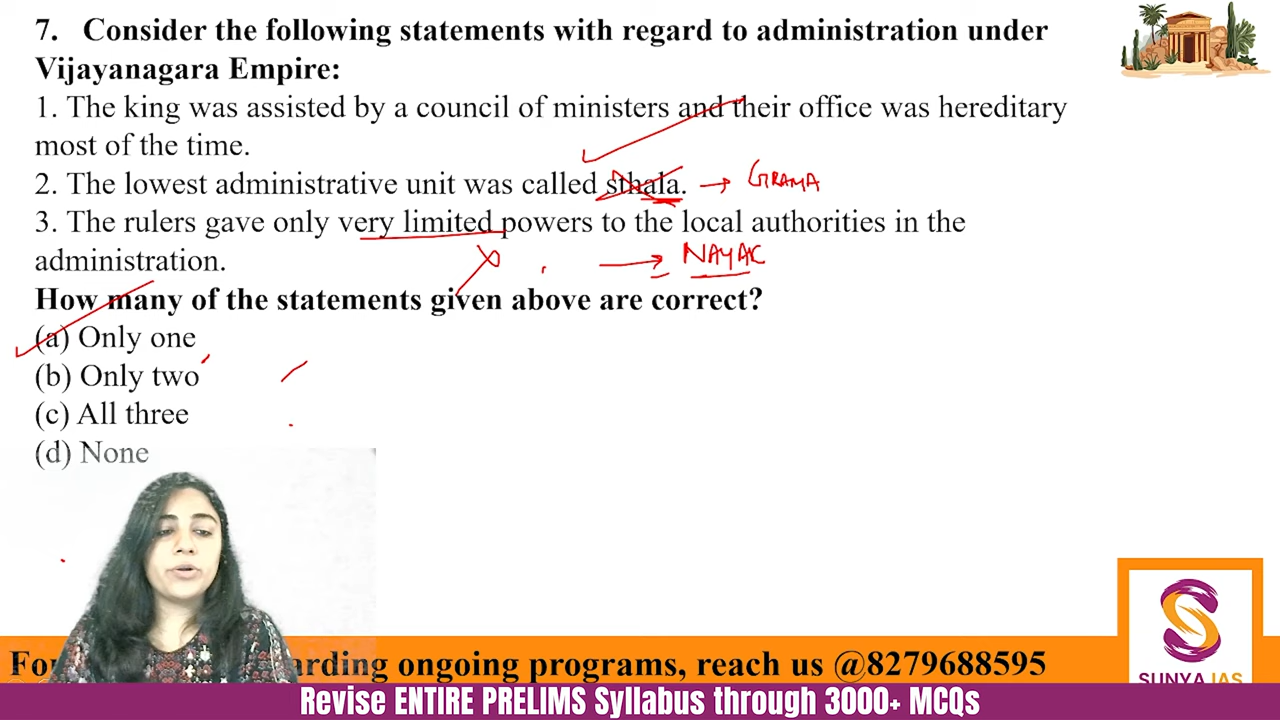 7. Consider the following statements with regard to administration under
Vijayanagara Empire:
1. The king was assisted by a council of ministers and their office was hereditary
most of the time.
2. The lowest administrative unit was called sthala. → GRAMA
3. The rulers gave only very limited powers to the local authorities in the
administration. → NAYAK
How many of the statements given above are correct?
(a) Only one
(b) Only two
(c) All three
(d) None
For arding ongoing programs, reach us @8279688595
SUNYA IAS
Revise ENTIRE PRELIMS Syllabus through 3000+ MCQs